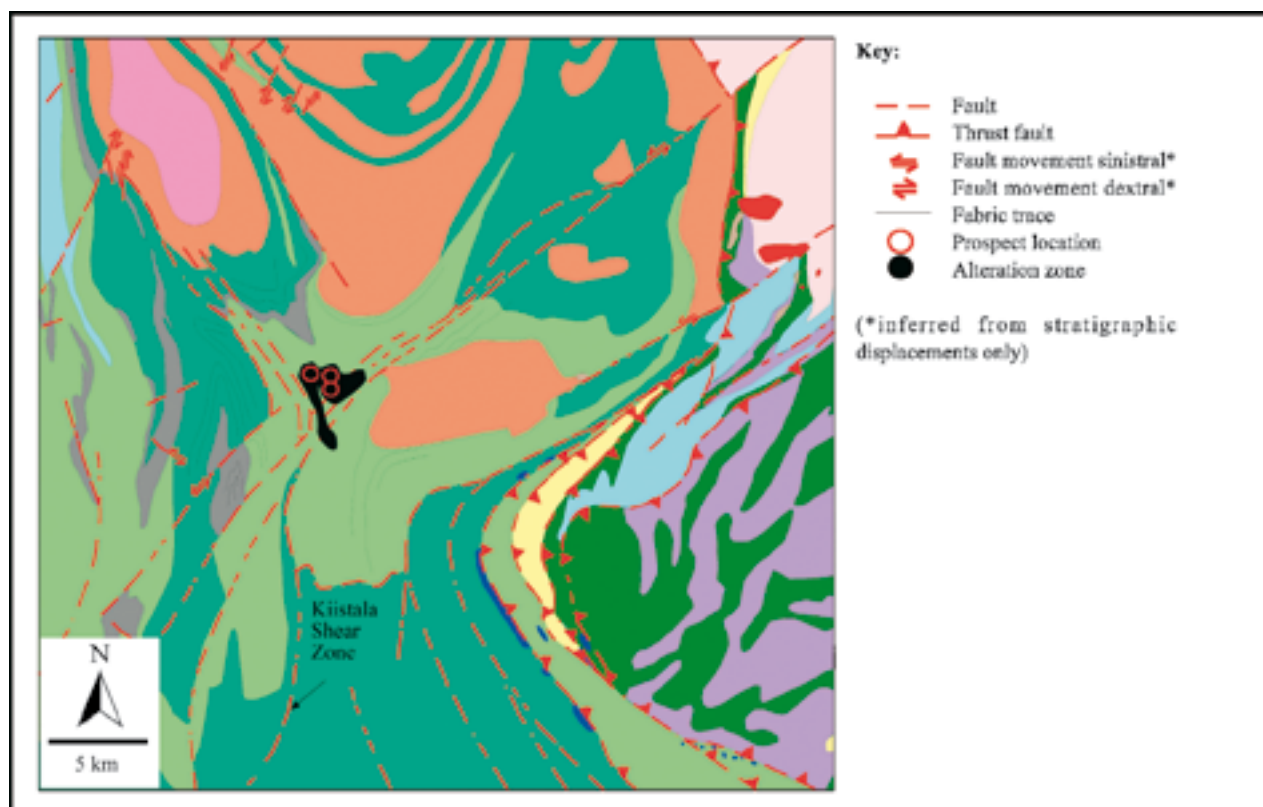 Key:
Fault
Thrust fault
Fault movement sinistral*
Fault movement dextral*
Fabric trace
Prospect location
Alteration zone
(*inferred from stratigraphic
displacements only)
Kiistala
Shear
Zone
N
5 km